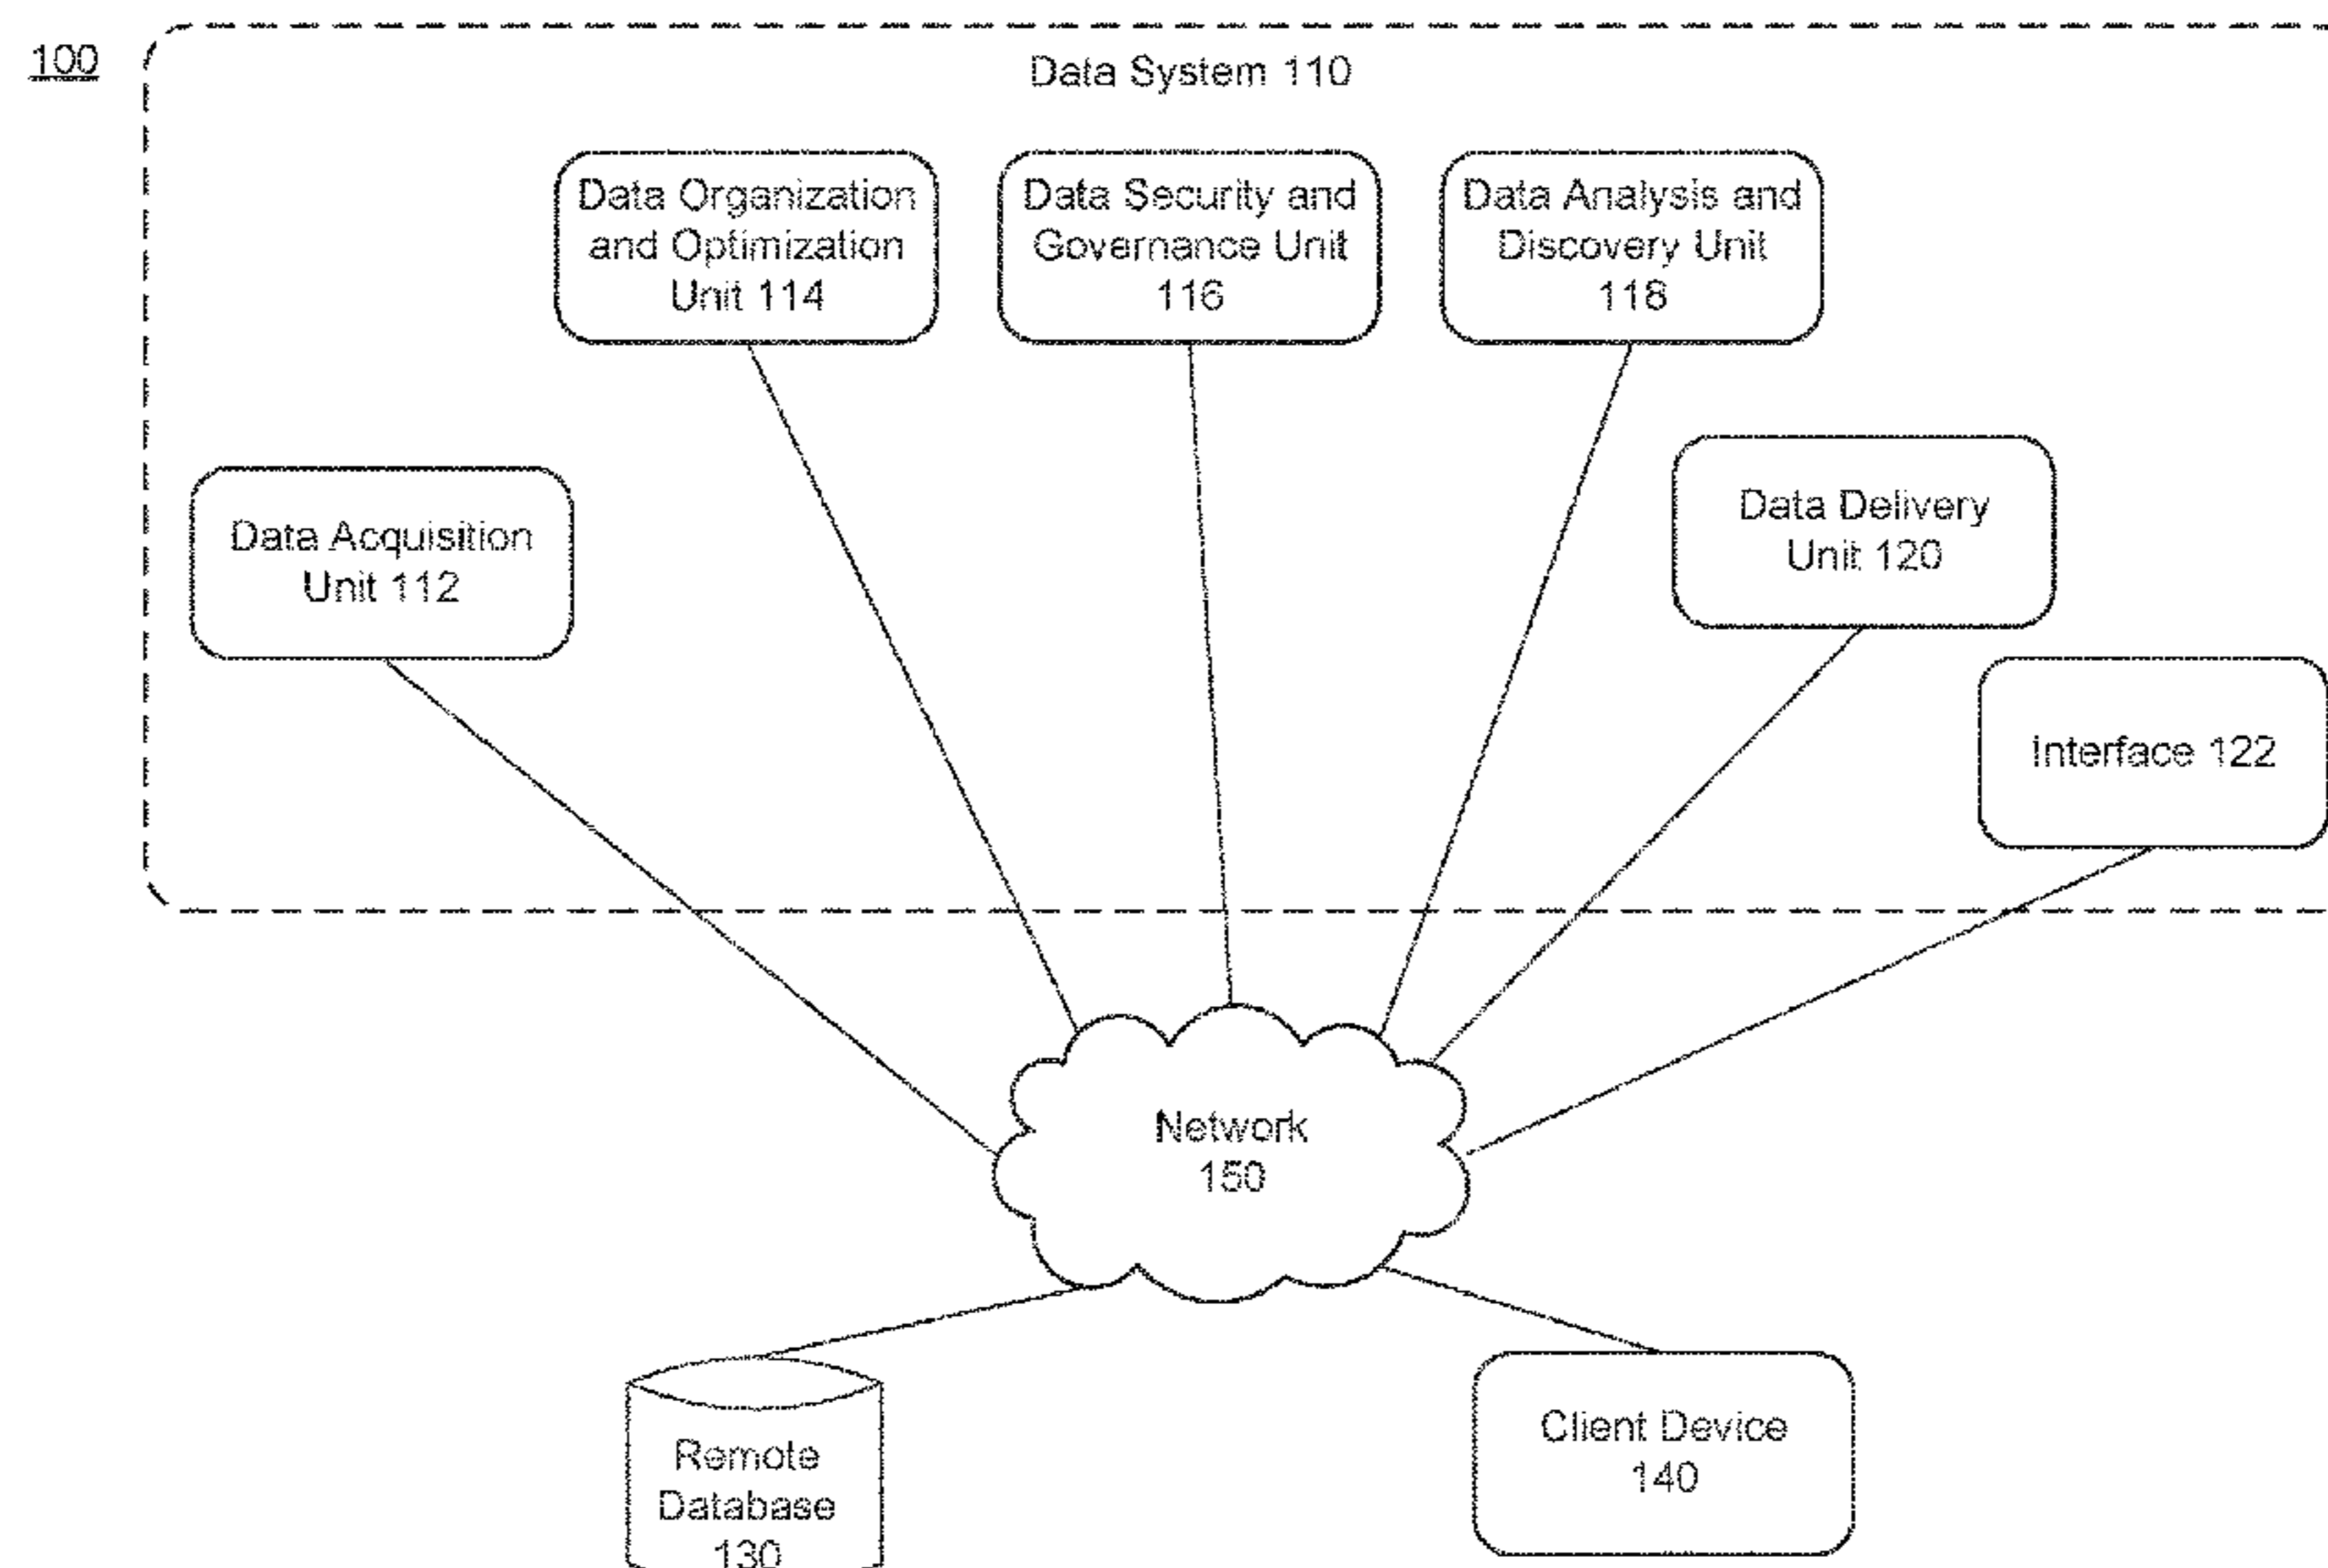 100
Data System 110
Data Organization
and Optimization
Unit 114
Data Security and
Governance Unit
116
Data Analysis and
Discovery Unit
118
Data Acquisition
Unit 112
Data Delivery
Unit 120
Interface 122
Network
150
Remote
Database
130
Client Device
140